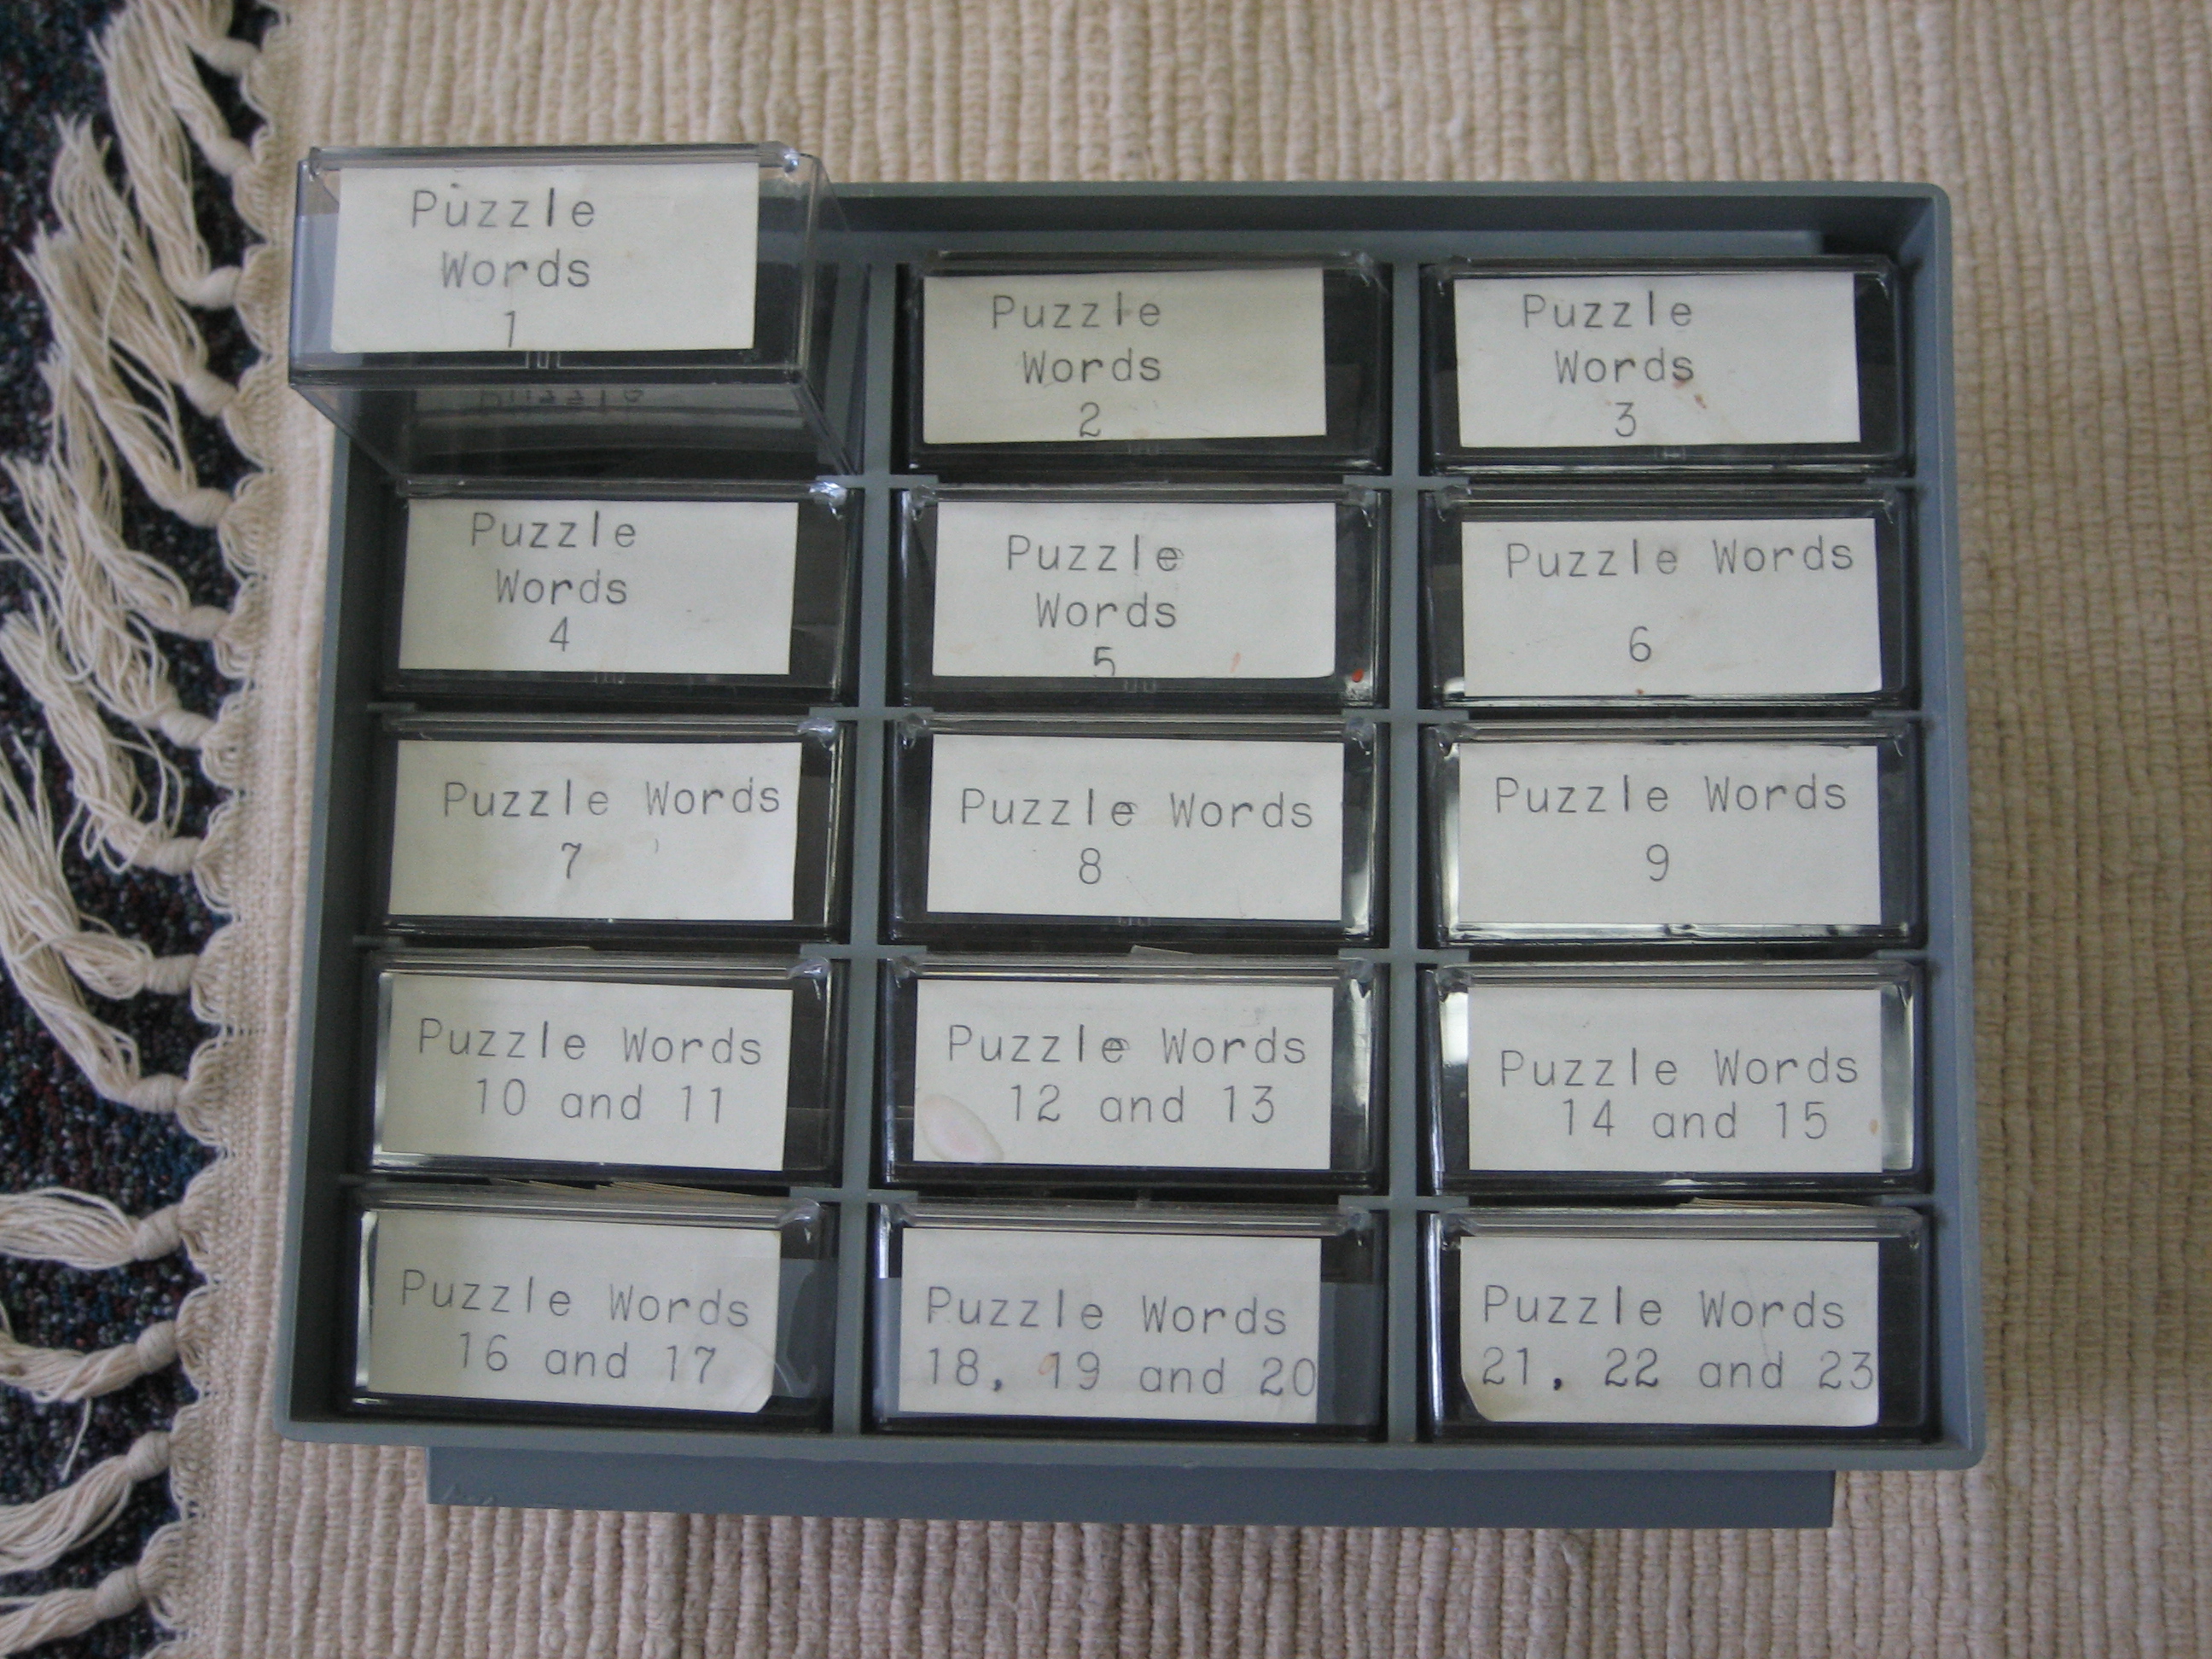 Puzzle
Words
1
Puzzle
Words
2
Puzzle
Words
3
Puzzle
Words
4
Puzzle
Words
5
Puzzle Words
6
Puzzle Words
7
Puzzle Words
8
Puzzle Words
9
Puzzle Words
10 and 11
Puzzle Words
12 and 13
Puzzle Words
14 and 15
Puzzle Words
16 and 17
Puzzle Words
18, 19 and 20
Puzzle Words
21, 22 and 23